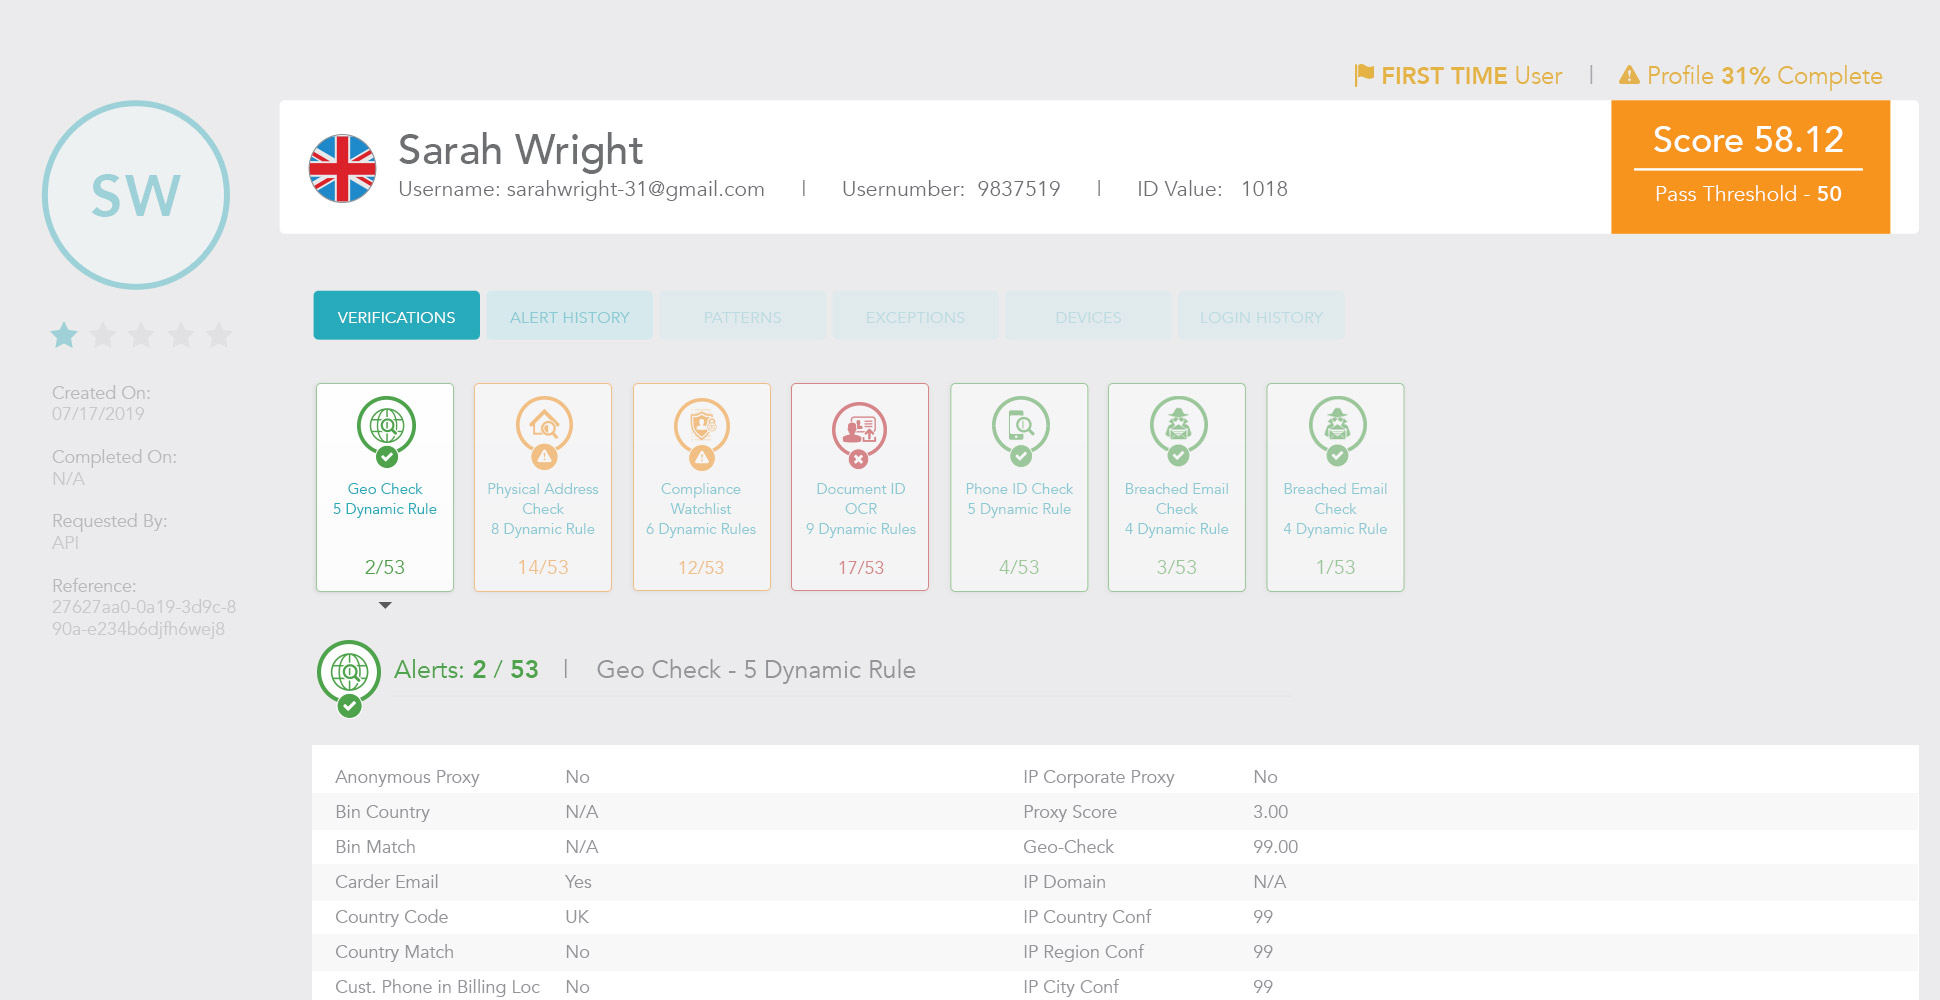 FIRST TIME User | Profile 31% Complete
SW
Sarah Wright
Username: sarahwright-31@gmail.com | Usernumber: 9837519 | ID Value: 1018
Score 58.12
Pass Threshold - 50
VERIFICATIONS
ALERT HISTORY
PATTERNS
EXCEPTIONS
DEVICES
LOGIN HISTORY
Created On:
07/17/2019
Completed On:
N/A
Requested By:
API
Reference:
27627aa0-0a19-3d9c-8
90a-e234b6djfh6wej8
Geo Check
5 Dynamic Rule
2/53
Physical Address
Check
8 Dynamic Rule
14/53
Compliance
Watchlist
6 Dynamic Rules
12/53
Document ID
OCR
9 Dynamic Rules
17/53
Phone ID Check
5 Dynamic Rule
4/53
Breached Email
Check
4 Dynamic Rule
3/53
Breached Email
Check
4 Dynamic Rule
1/53
Alerts: 2 / 53 | Geo Check - 5 Dynamic Rule
Anonymous Proxy No IP Corporate Proxy No
Bin Country N/A Proxy Score 3.00
Bin Match N/A Geo-Check 99.00
Carder Email Yes IP Domain N/A
Country Code UK IP Country Conf 99
Country Match No IP Region Conf 99
Cust. Phone in Billing Loc No IP City Conf 99